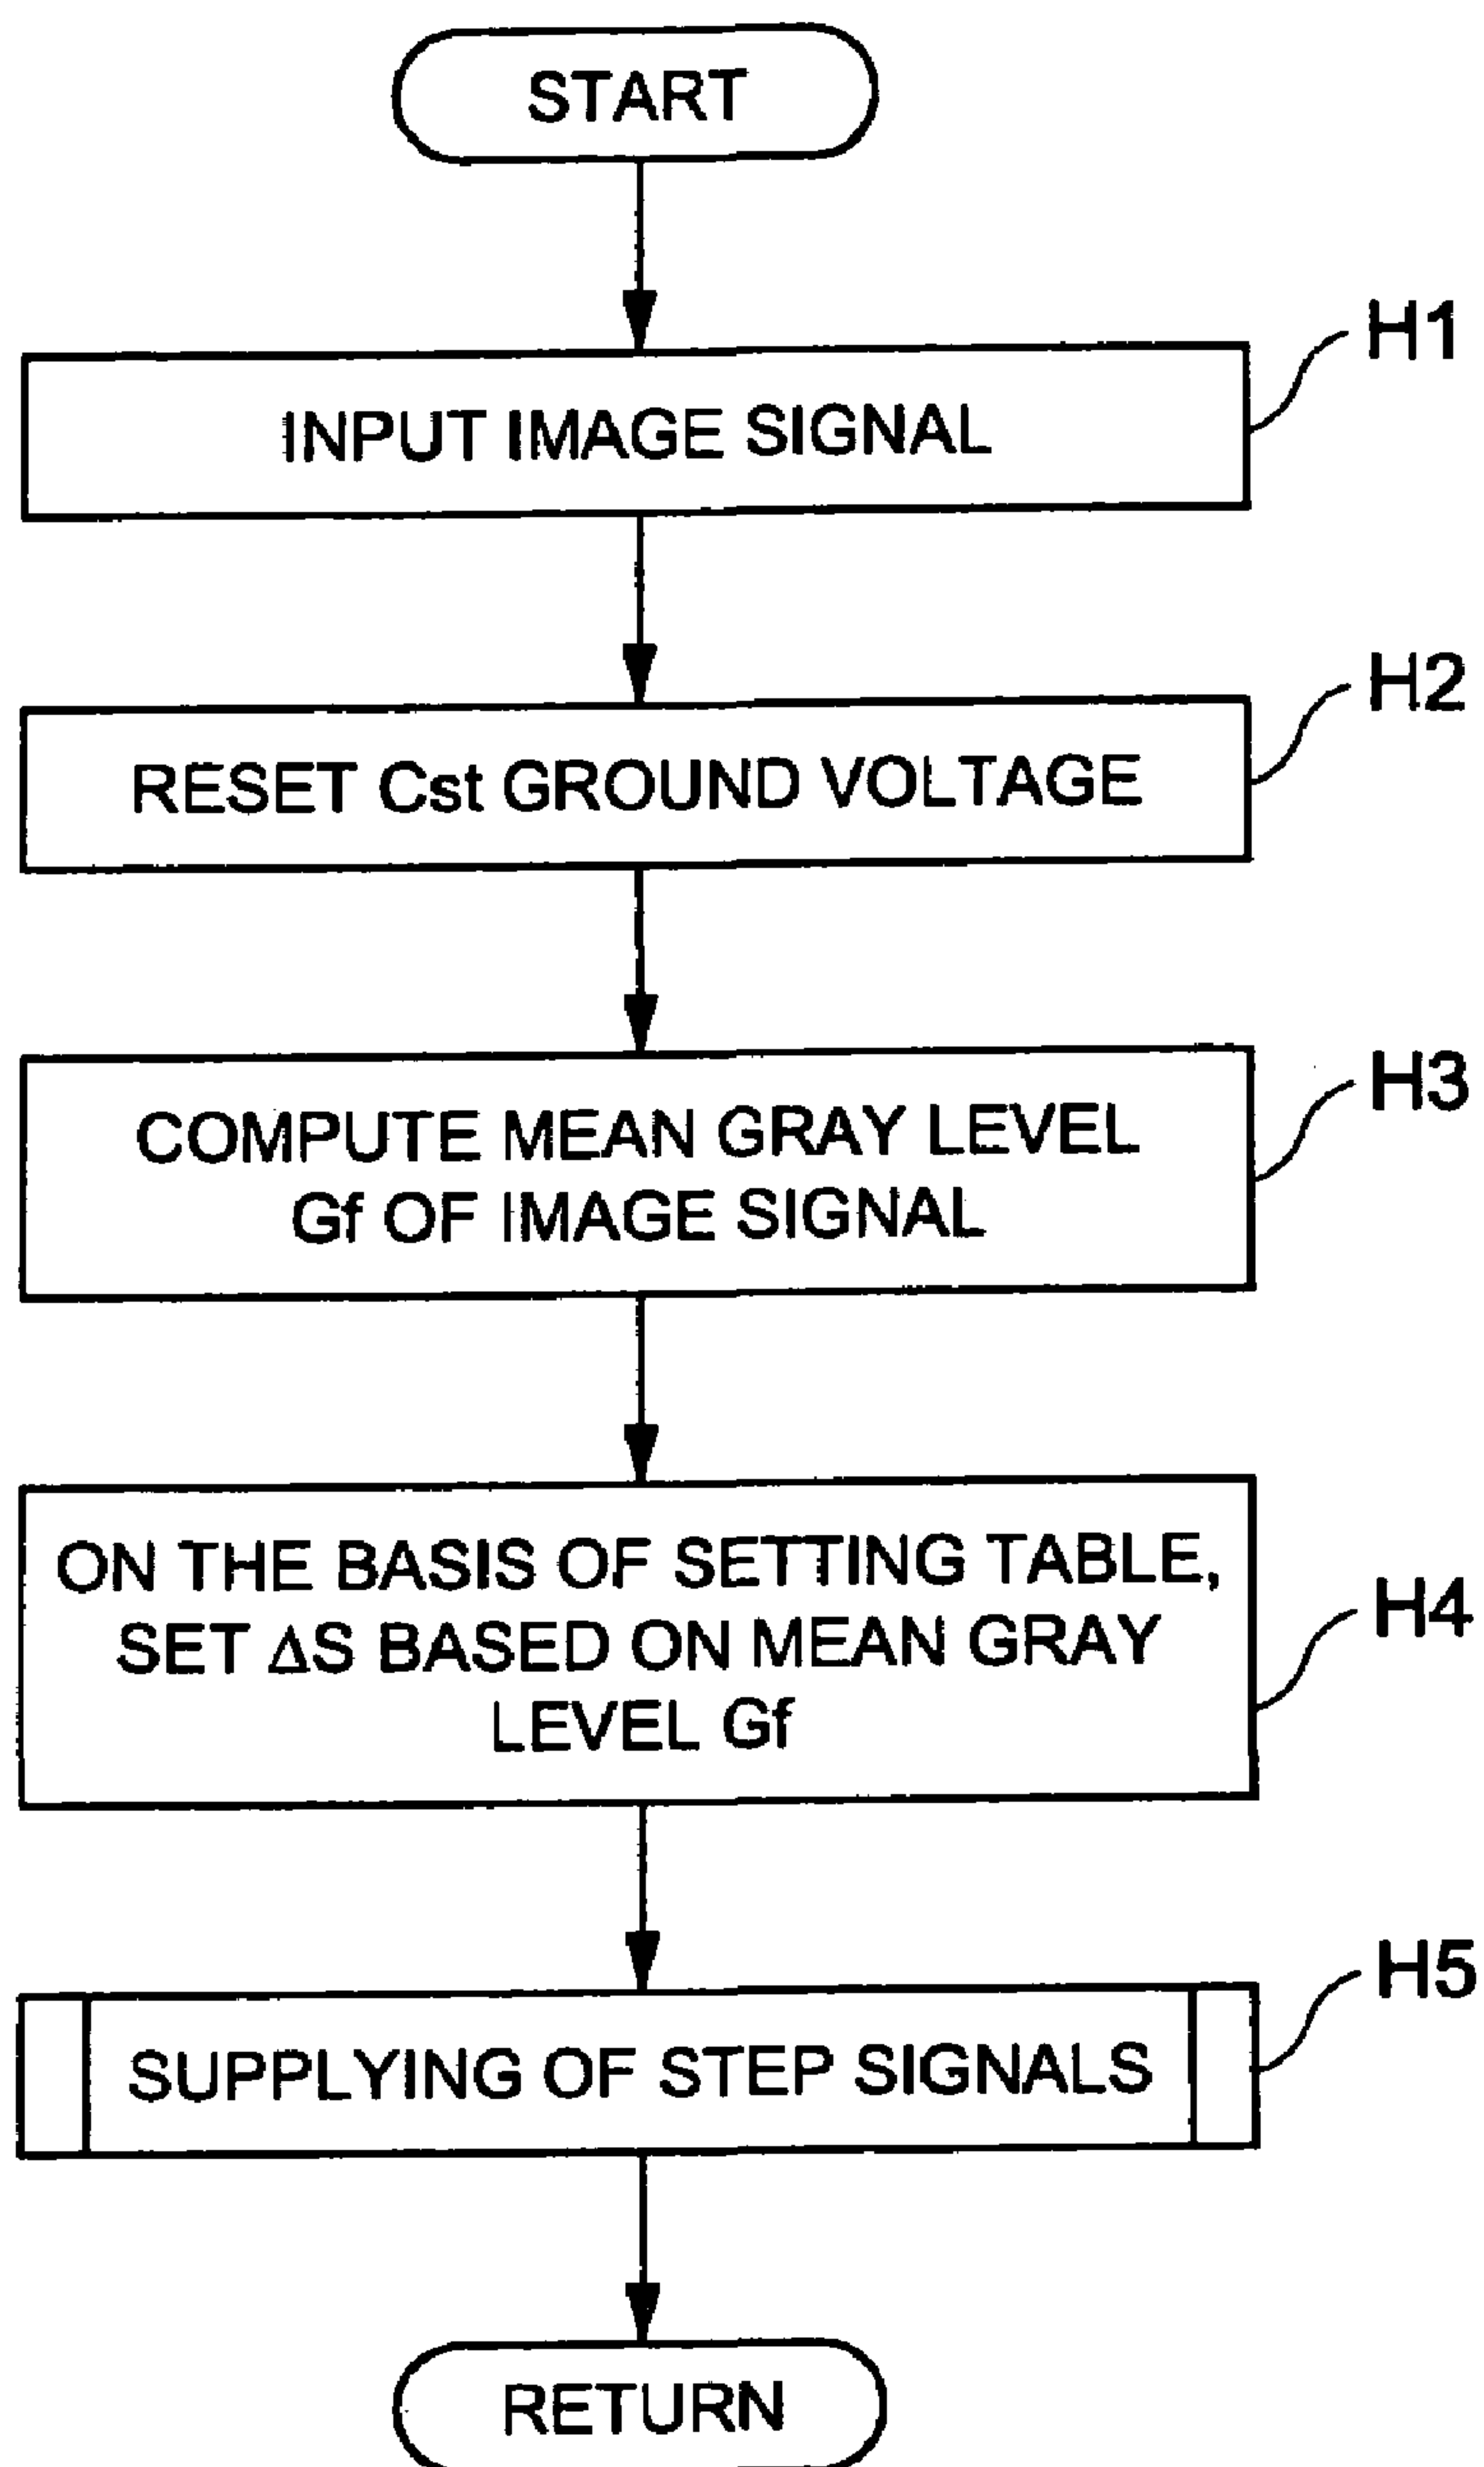 START
H1
INPUT IMAGE SIGNAL
H2
RESET Cst GROUND VOLTAGE
H3
COMPUTE MEAN GRAY LEVEL
Gf OF IMAGE SIGNAL
ON THE BASIS OF SETTING TABLE,
H4
SET ΔS BASED ON MEAN GRAY
LEVEL Gf
H5
SUPPLYING OF STEP SIGNALS
RETURN